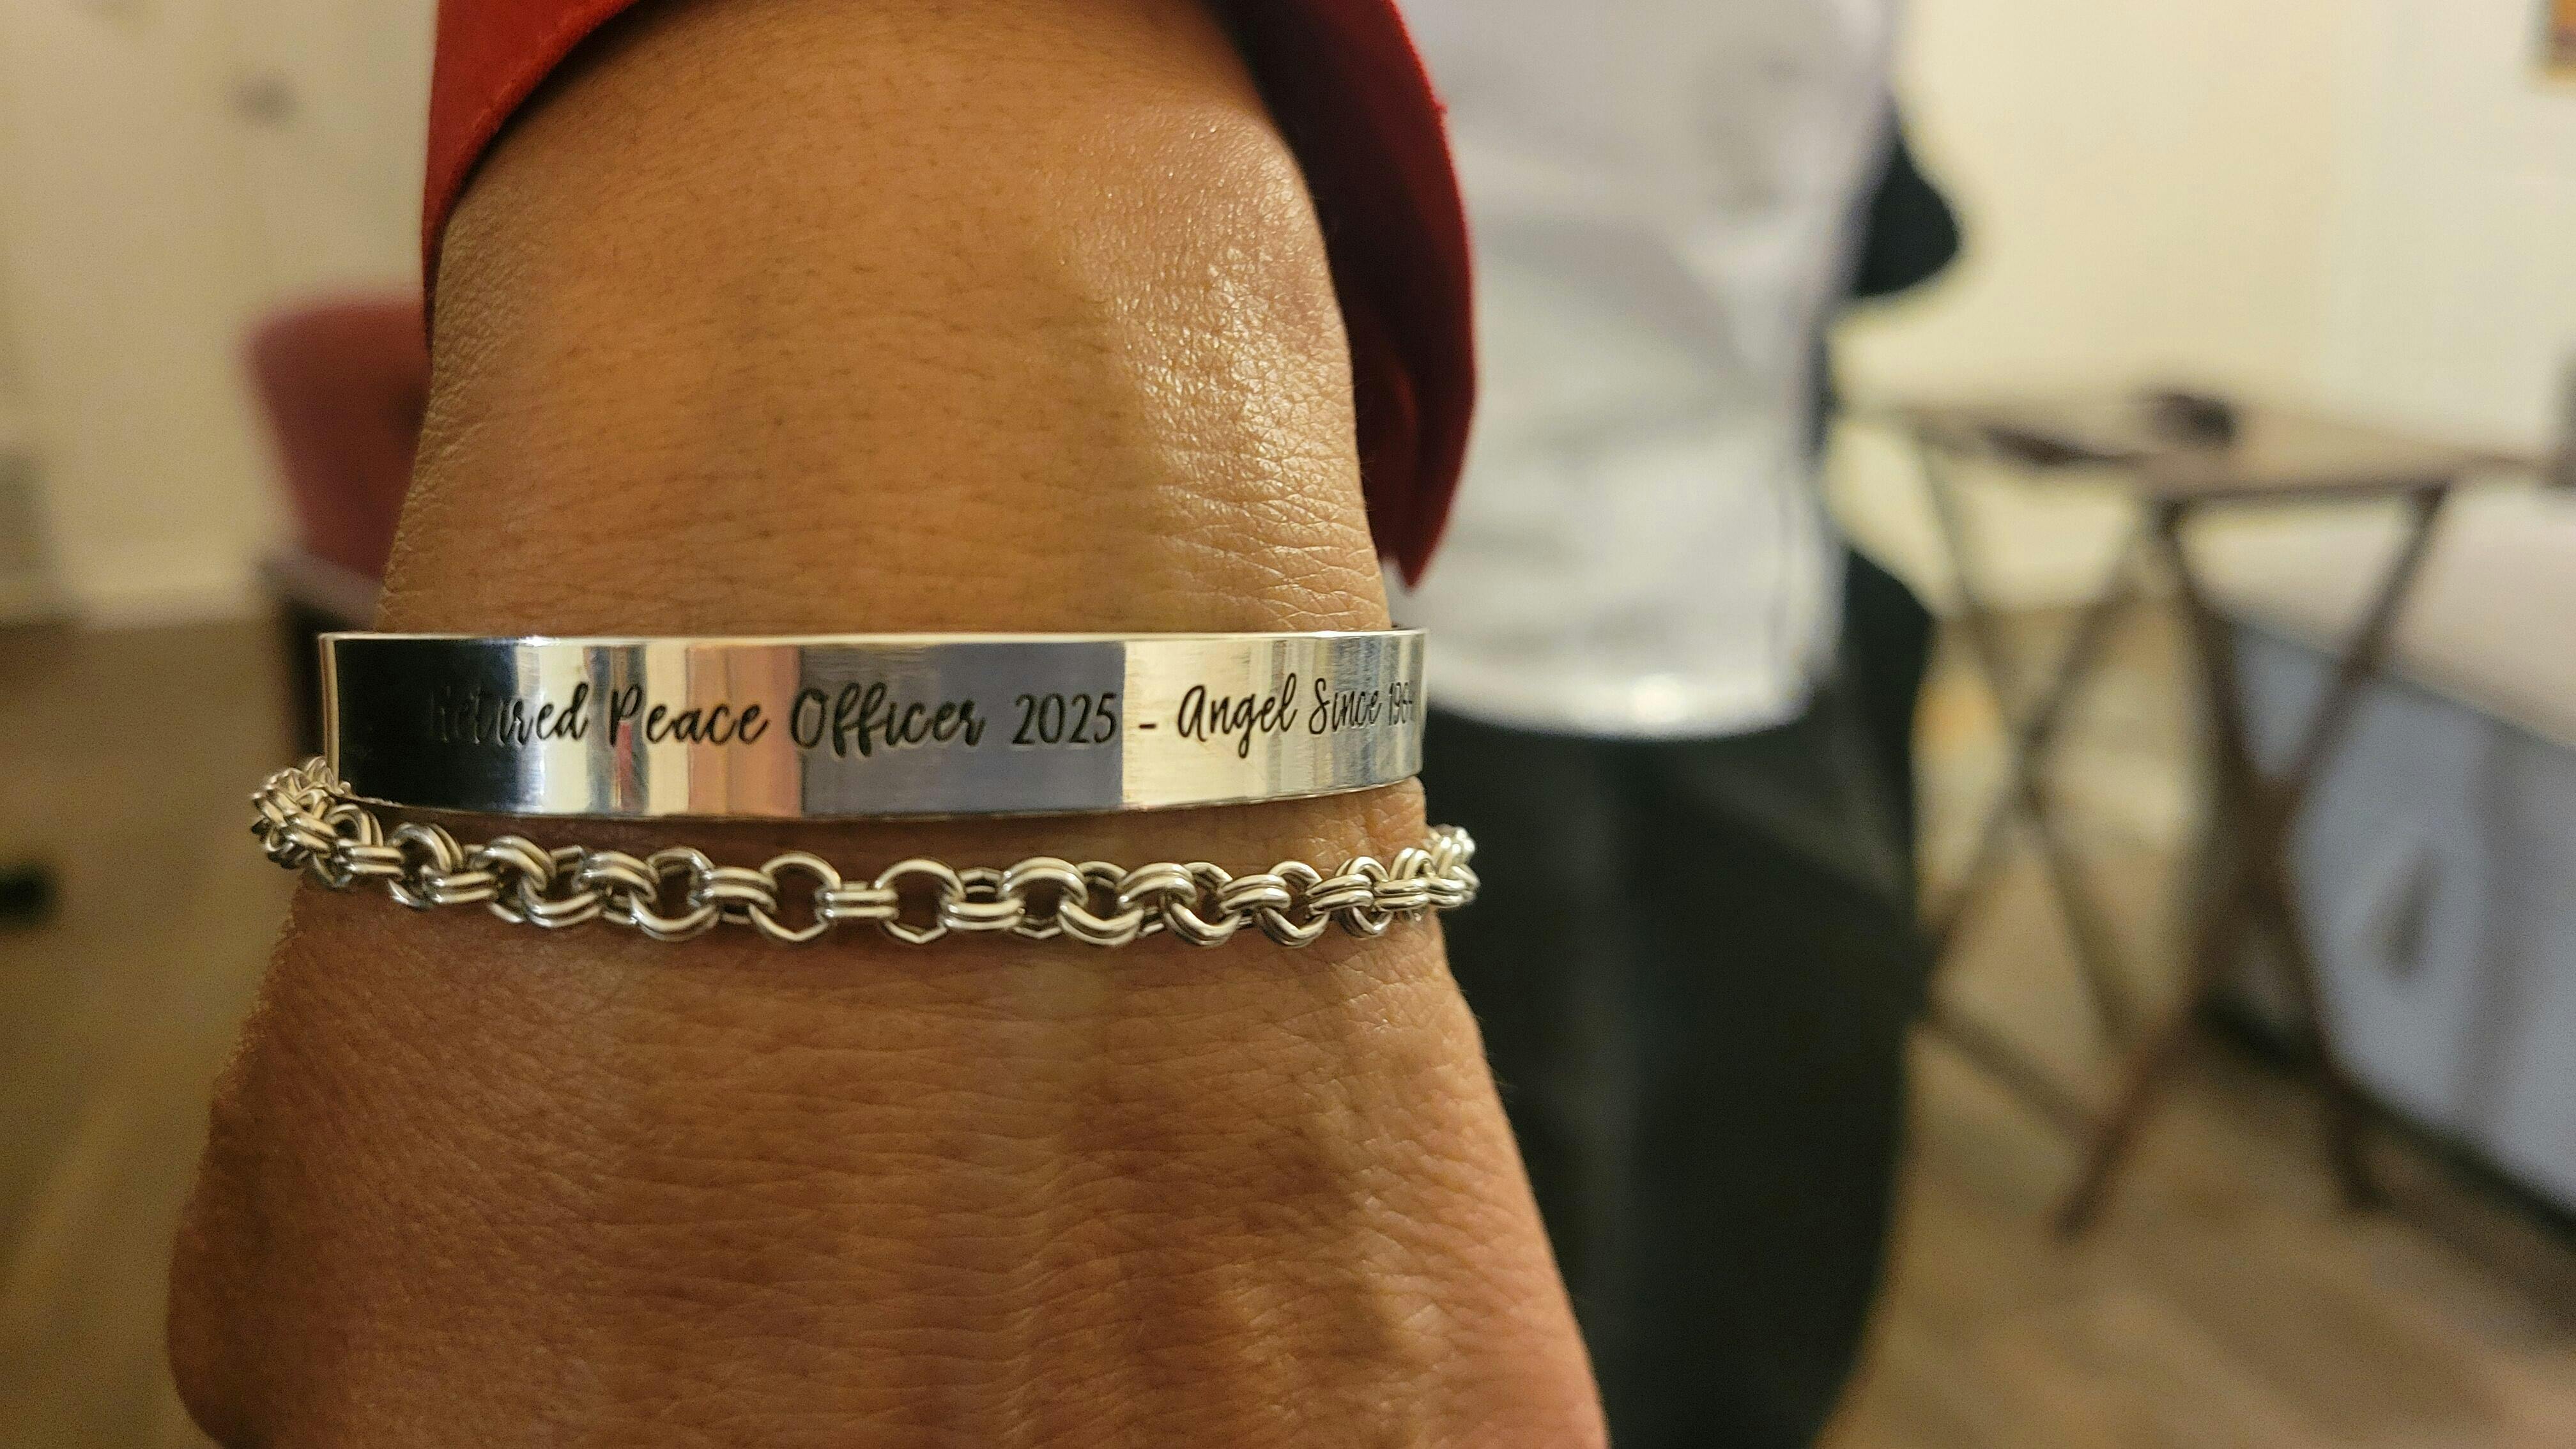 Retired Peace Officer 2025 - Angel Since